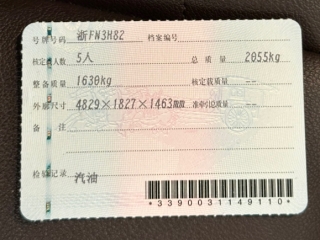 号牌号码 浙FN3H82 档案编号
核定载人数 5人 总质量 2055kg
整备质量 1630kg 核定载质量 --
外廓尺寸 4829×1827×1463mm 准牵引总质量 --
备注
检验记录 汽油
*3390031149110*